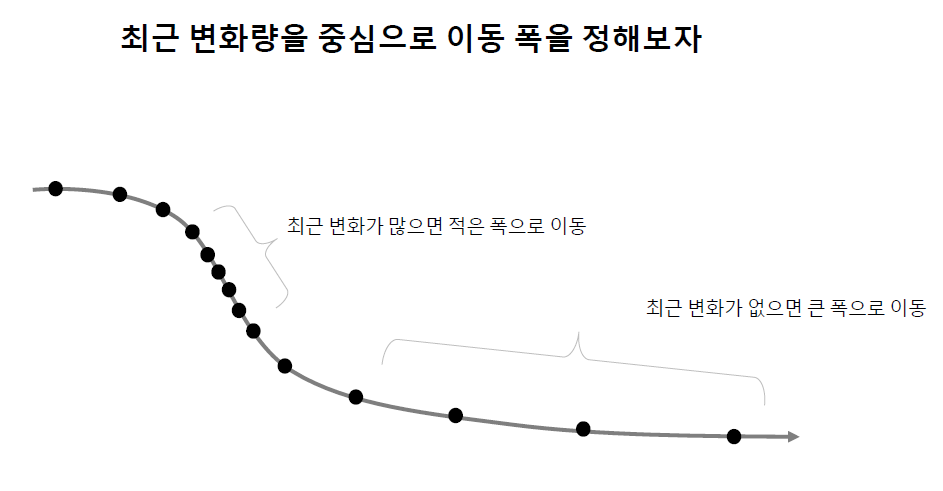 최근 변화량을 중심으로 이동 폭을 정해보자
최근 변화가 많으면 적은 폭으로 이동
최근 변화가 없으면 큰 폭으로 이동